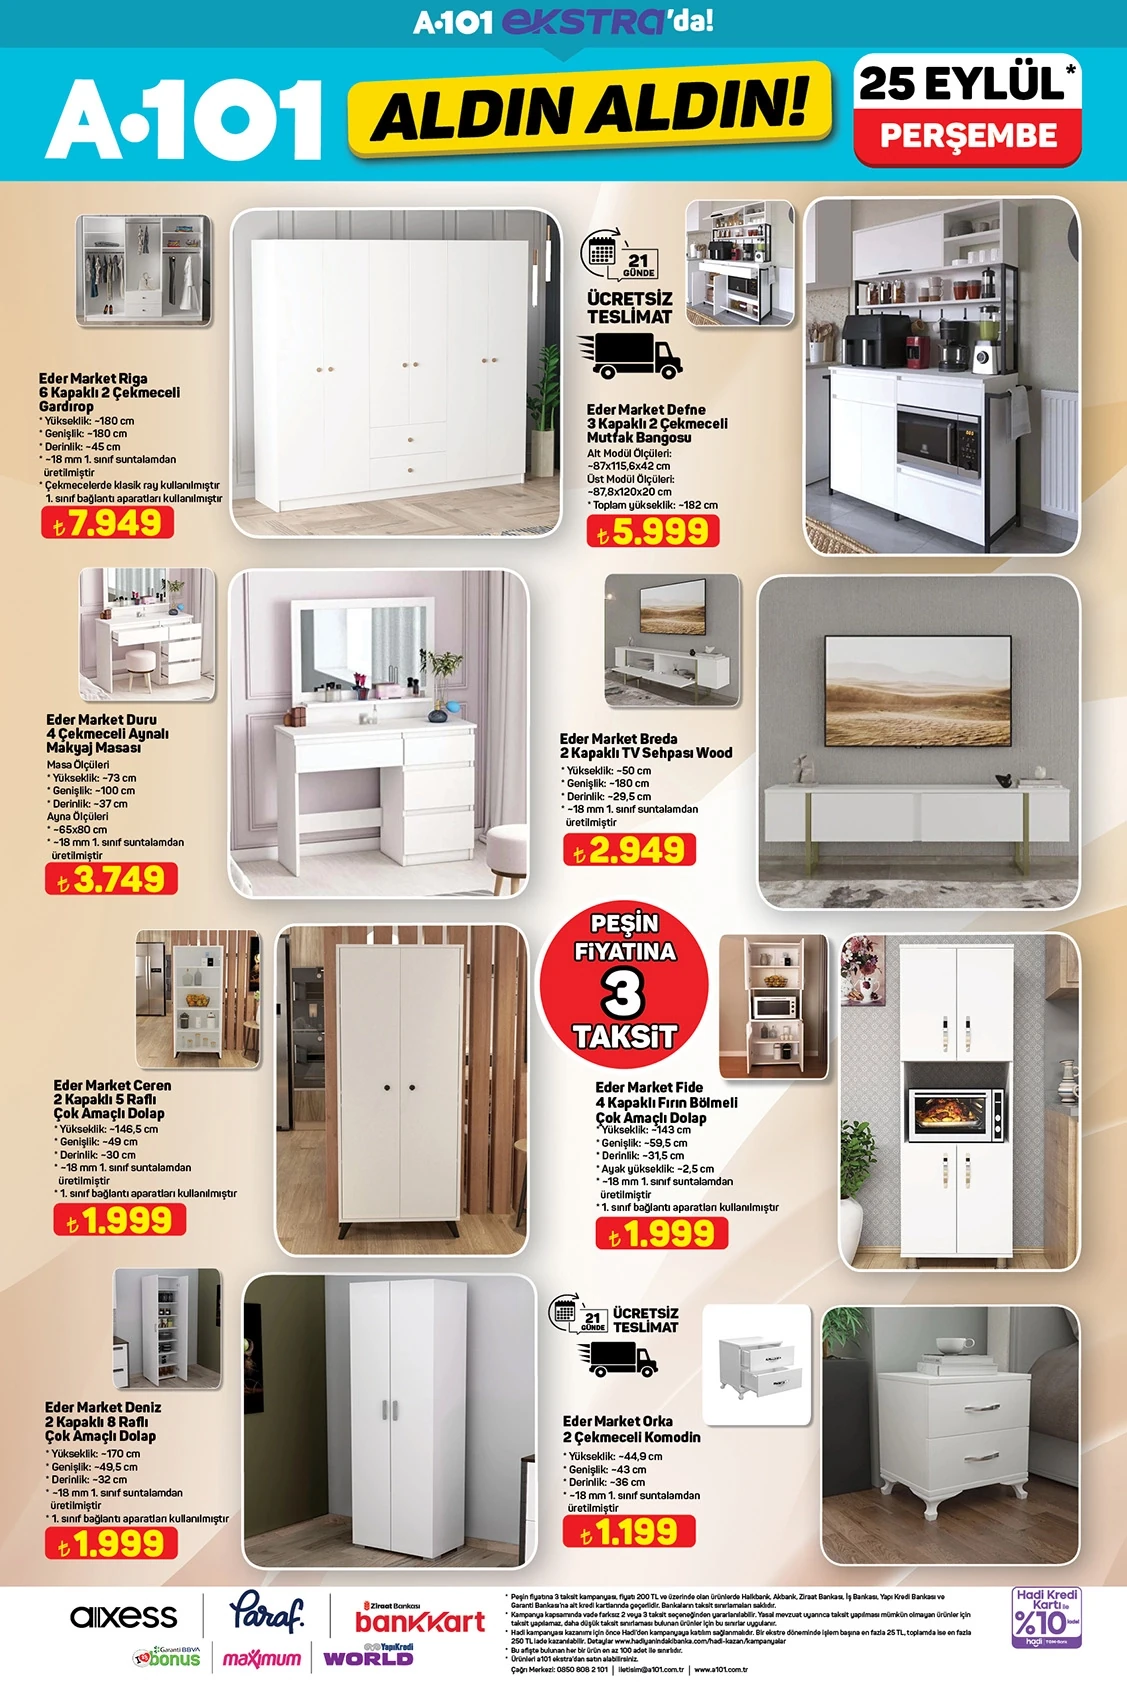 A·101 EKSTRA'da!
A·101
ALDIN ALDIN!
25 EYLÜL*
PERŞEMBE
Eder Market Riga
6 Kapaklı 2 Çekmeceli
Gardırop
* Yükseklik: ~180 cm
* Genişlik: ~180 cm
* Derinlik: ~45 cm
* ~18 mm 1. sınıf suntalamdan
üretilmiştir
* Çekmecelerde klasik ray kullanılmıştır
1. sınıf bağlantı aparatları kullanılmıştır
₺7.949
21
GÜNDE
ÜCRETSİZ
TESLİMAT
Eder Market Defne
3 Kapaklı 2 Çekmeceli
Mutfak Bangosu
Alt Modül Ölçüleri:
~87x115,6x42 cm
Üst Modül Ölçüleri:
~87,8x120x20 cm
* Toplam yükseklik: ~182 cm
₺5.999
Eder Market Duru
4 Çekmeceli Aynalı
Makyaj Masası
Masa Ölçüleri
* Yükseklik: ~73 cm
* Genişlik: ~100 cm
* Derinlik: ~37 cm
Ayna Ölçüleri
* ~65x80 cm
* ~18 mm 1. sınıf suntalamdan
üretilmiştir
₺3.749
Eder Market Breda
2 Kapaklı TV Sehpası Wood
* Yükseklik: ~50 cm
* Genişlik: ~180 cm
* Derinlik: ~29,5 cm
* ~18 mm 1. sınıf suntalamdan
üretilmiştir
₺2.949
PEŞİN
FİYATINA
3
TAKSİT
Eder Market Ceren
2 Kapaklı 5 Raflı
Çok Amaçlı Dolap
* Yükseklik: ~146,5 cm
* Genişlik: ~49 cm
* Derinlik: ~30 cm
* ~18 mm 1. sınıf suntalamdan
üretilmiştir
* 1. sınıf bağlantı aparatları kullanılmıştır
₺1.999
Eder Market Fide
4 Kapaklı Fırın Bölmeli
Çok Amaçlı Dolap
* Yükseklik: ~143 cm
* Genişlik: ~59,5 cm
* Derinlik: ~31,5 cm
* Ayak yükseklik: ~2,5 cm
* ~18 mm 1. sınıf suntalamdan
üretilmiştir
* 1. sınıf bağlantı aparatları kullanılmıştır
₺1.999
Eder Market Deniz
2 Kapaklı 8 Raflı
Çok Amaçlı Dolap
* Yükseklik: ~170 cm
* Genişlik: ~49,5 cm
* Derinlik: ~32 cm
* ~18 mm 1. sınıf suntalamdan
üretilmiştir
* 1. sınıf bağlantı aparatları kullanılmıştır
₺1.999
21
GÜNDE
ÜCRETSİZ
TESLİMAT
Eder Market Orka
2 Çekmeceli Komodin
* Yükseklik: ~44,9 cm
* Genişlik: ~43 cm
* Derinlik: ~36 cm
* ~18 mm 1. sınıf suntalamdan
üretilmiştir
₺1.199
axess
Paraf.
Ziraat Bankası
bankkart
Garanti BBVA
bonus
maximum
YapıKredi
WORLD
* Peşin fiyatına 3 taksit kampanyası, fiyatı 200 TL ve üzerinde olan ürünlerde Halkbank, Akbank, Ziraat Bankası, İş Bankası, Yapı Kredi Bankası ve
Garanti Bankası'na ait kredi kartlarında geçerlidir. Bankaların taksit sınırlamaları saklıdır.
* Kampanya kapsamında vade farksız 2 veya 3 taksit seçeneğinden yararlanılabilir. Yasal mevzuat uyarınca taksit yapılması mümkün olmayan ürünler için
taksit yapılamaz, daha düşük taksit sınırlaması bulunan ürünler için bu sınırlar uygulanır.
* Hadi kampanyası kazanımı için önce Hadi'den kampanyaya katılım sağlanmalıdır. Bir ekstre döneminde işlem başına en fazla 25 TL, toplamda ise en fazla
250 TL iade kazanılabilir. Detaylar www.hadiyanindakibanka.com/hadi-kazan/kampanyalar
* Bu afişte bulunan her bir ürün en az 100 adet ile sınırlıdır.
* Ürünleri a101 ekstra'dan satın alabilirsiniz.
Çağrı Merkezi: 0850 808 2 101 | iletisim@a101.com.tr | www.a101.com.tr
Hadi Kredi
Kartı ile
%10 iade!
hadi